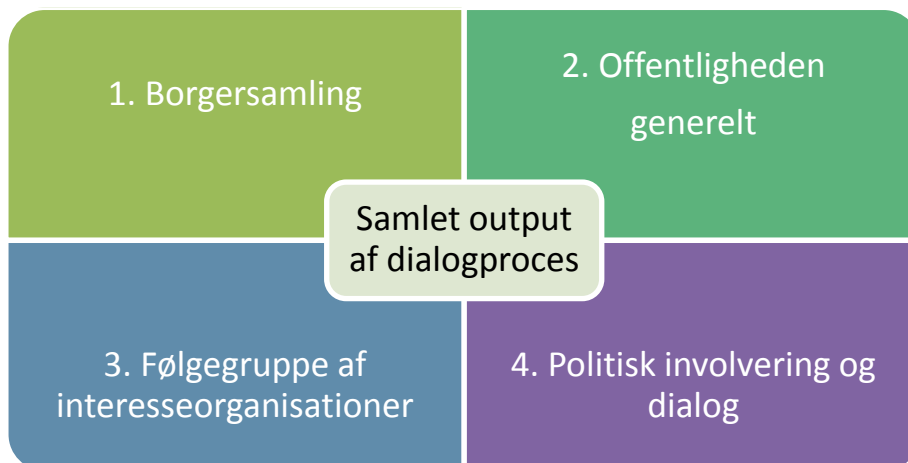 1. Borgersamling
2. Offentligheden
generelt
Samlet output
af dialogproces
3. Følgegruppe af
interesseorganisationer
4. Politisk involvering og
dialog